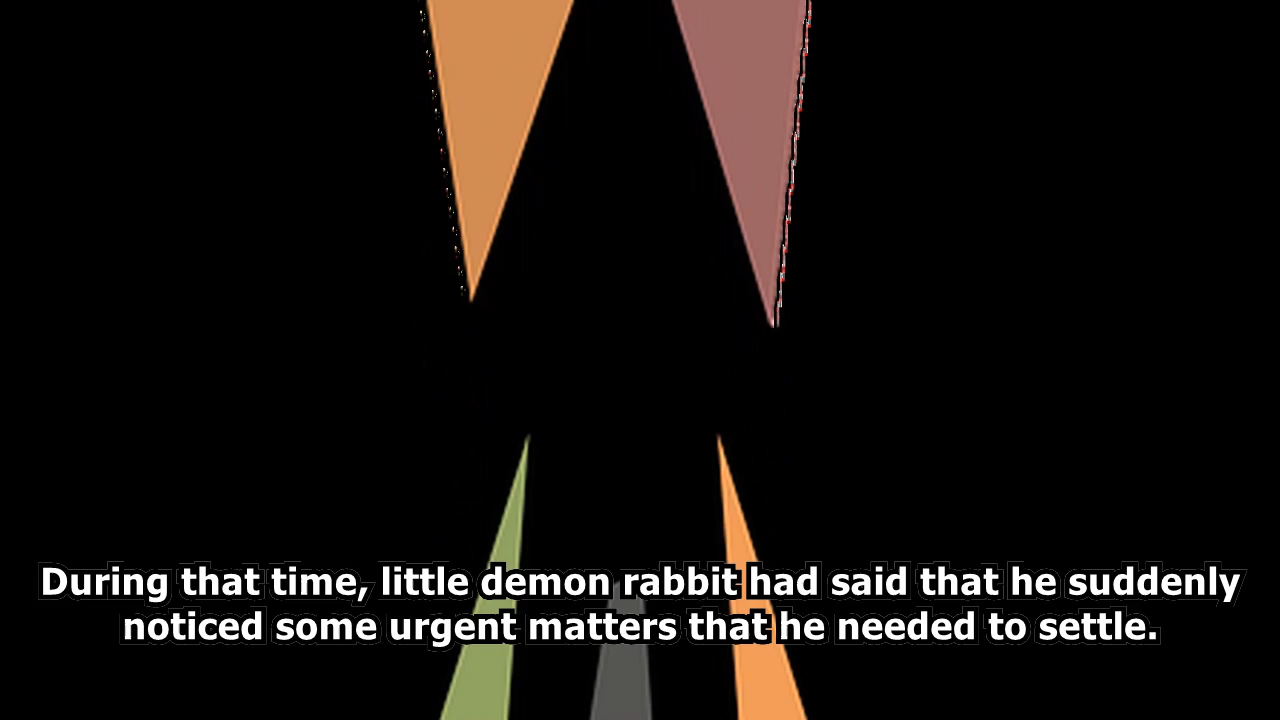 During that time, little demon rabbit had said that he suddenly
noticed some urgent matters that he needed to settle.